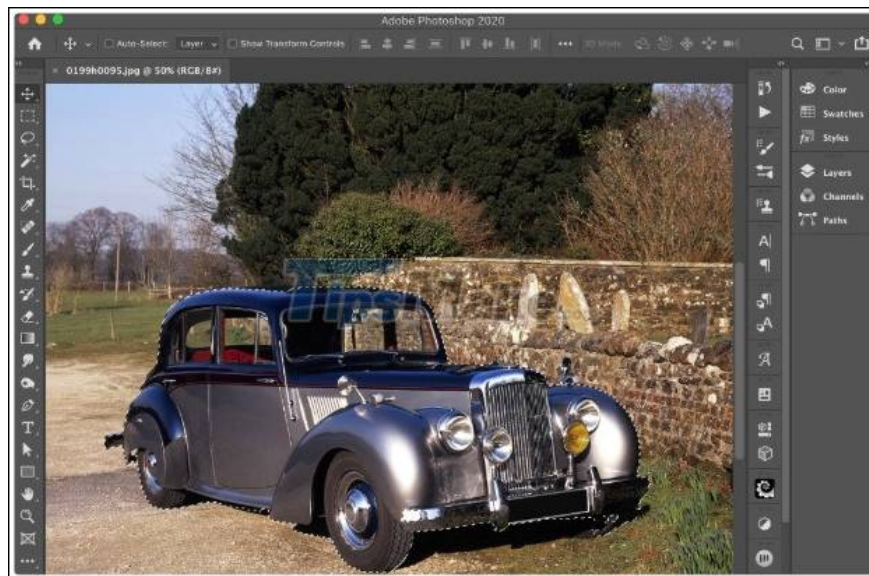 Adobe Photoshop 2020
Auto-Select: Layer Show Transform Controls ••• 3D Mode:
× 0199h0095.jpg @ 50% (RGB/8#)
Color
Swatches
Styles
Layers
Channels
Paths